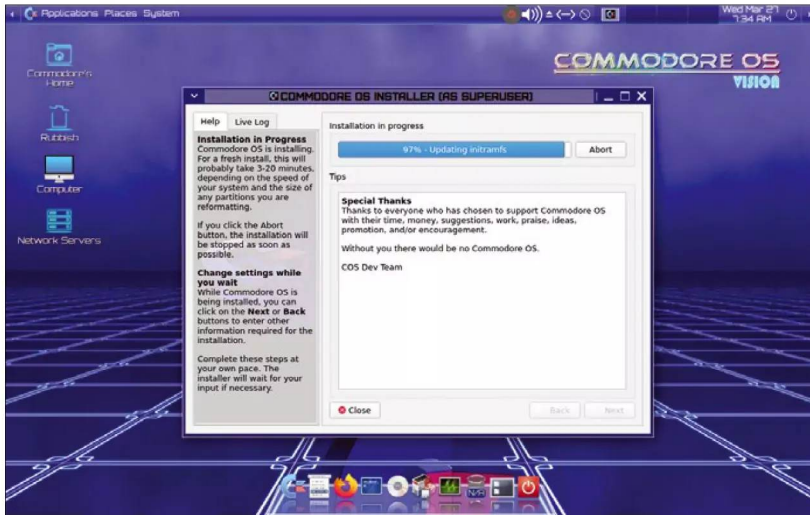 Applications Places System
Wed Mar 27
7:34 AM
Commodore's
Home
Rubbish
Computer
Network Servers
COMMODORE OS
VISION
COMMODORE OS INSTALLER (AS SUPERUSER)
Help Live Log
Installation in Progress
Commodore OS is installing.
For a fresh install, this will
probably take 3-20 minutes,
depending on the speed of
your system and the size of
any partitions you are
reformatting.
If you click the Abort
button, the installation will
be stopped as soon as
possible.
Change settings while
you wait
While Commodore OS is
being installed, you can
click on the Next or Back
buttons to enter other
information required for the
installation.
Complete these steps at
your own pace. The
installer will wait for your
input if necessary.
Installation in progress
97% - Updating initramfs
Abort
Tips
Special Thanks
Thanks to everyone who has chosen to support Commodore OS
with their time, money, suggestions, work, praise, ideas,
promotion, and/or encouragement.
Without you there would be no Commodore OS.
COS Dev Team
Close Back Next
N/A